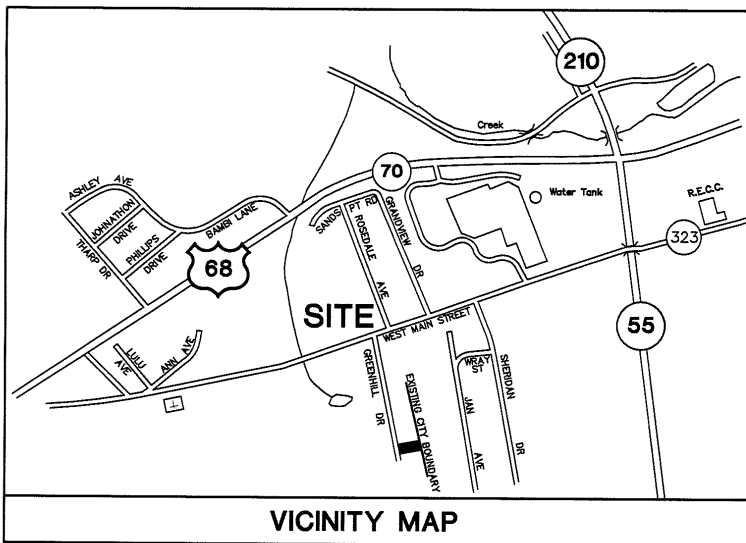 210
Creek
70
Water Tank
R.E.C.C.
ASHLEY AVE
JOHNATHON
DRIVE
PHILLIPS
DRIVE
THARP DR
BAMBI LANE
68
SANDS PT RD
ROSEDALE
AVE
GRANDVIEW
DR
323
SITE
WEST MAIN STREET
55
LULU
AVE
ANN AVE
GREENHILL
DR
EXISTING CITY BOUNDARY
WRAY
ST
JAN
AVE
SHERIDAN
DR
VICINITY MAP